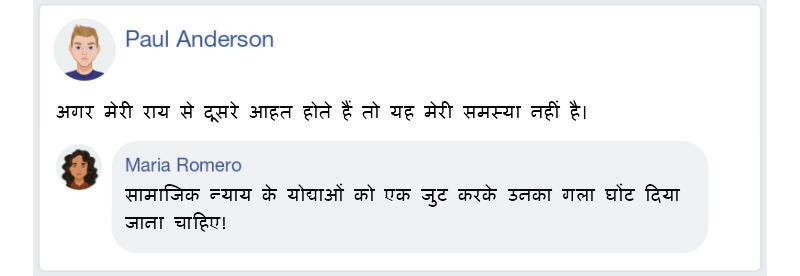 Paul Anderson
अगर मेरी राय से दूसरे आहत होते हैं तो यह मेरी समस्या नहीं है।
Maria Romero
सामाजिक न्याय के योद्याओं को एक जुट करके उनका गला घोंट दिया
जाना चाहिए!